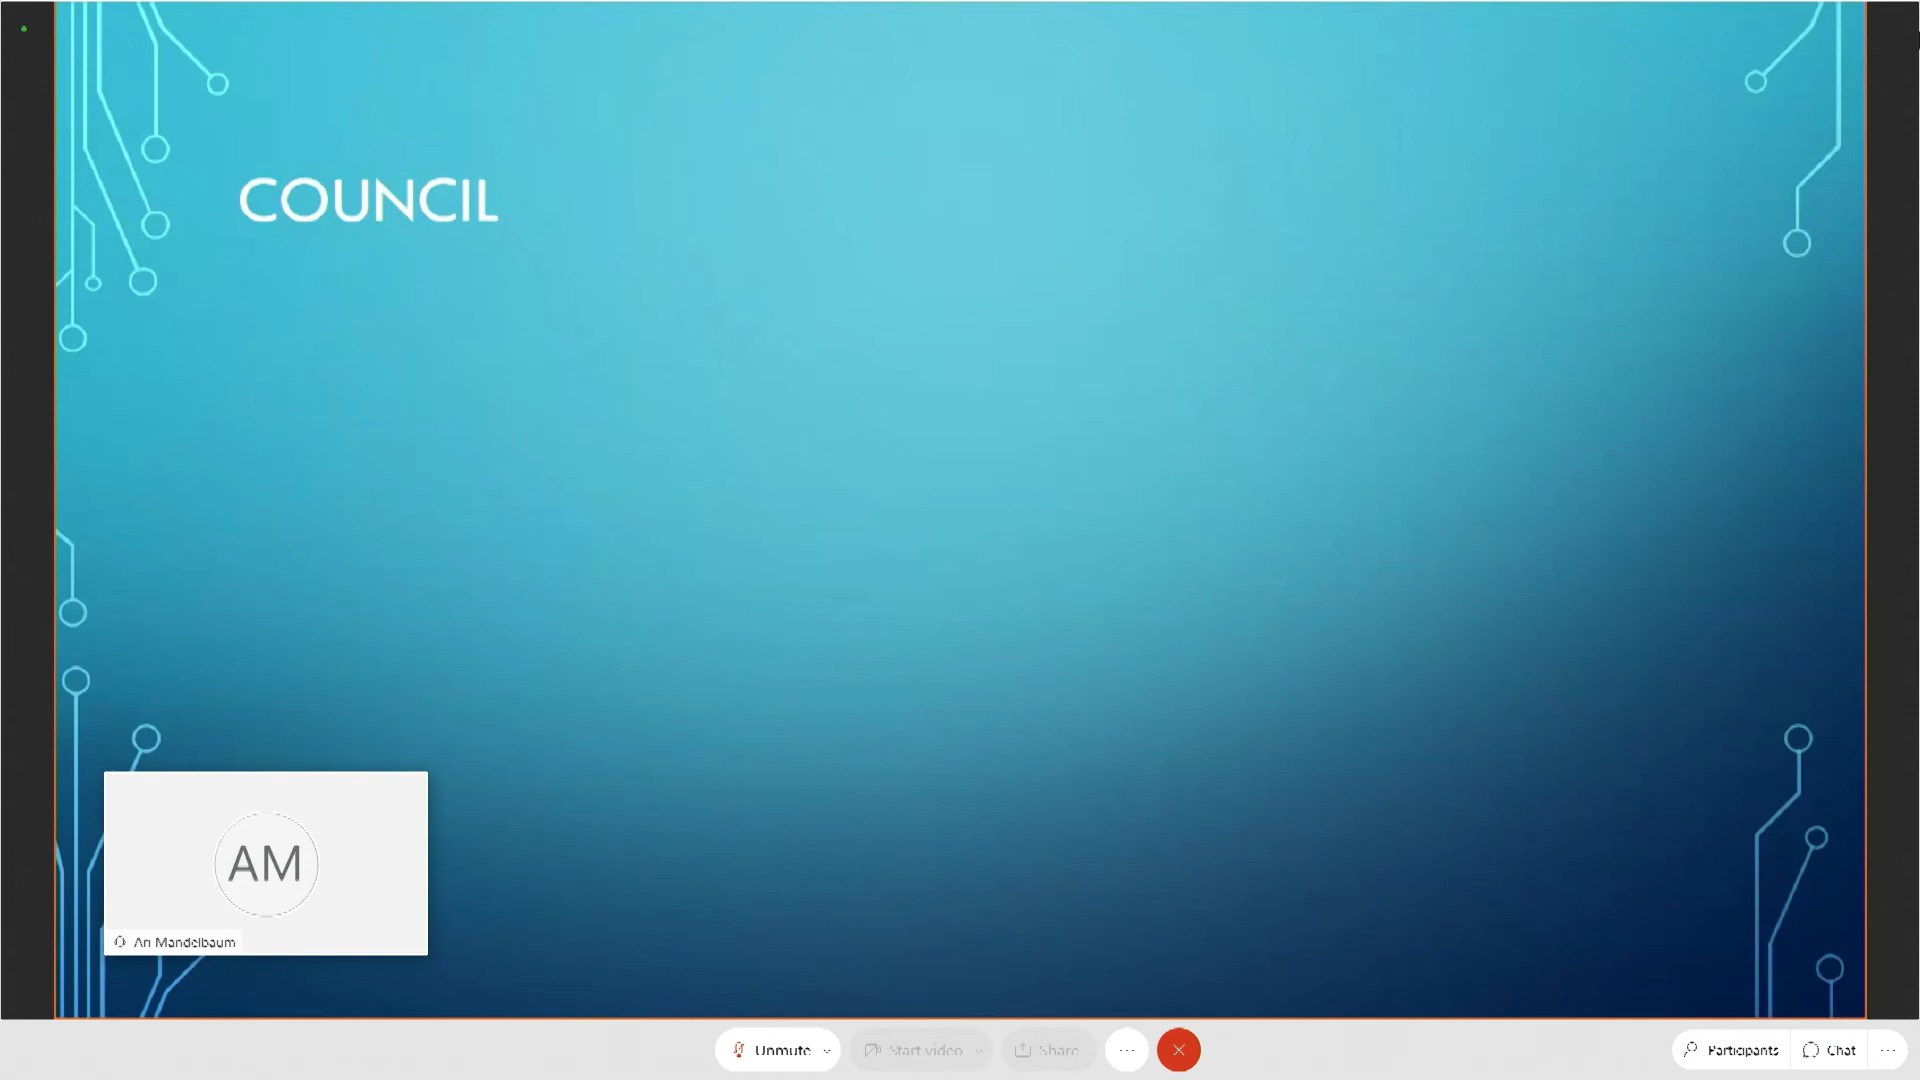 COUNCIL
AM
Ari Mandelbaum
Unmute
Start video
Share
Participants
Chat